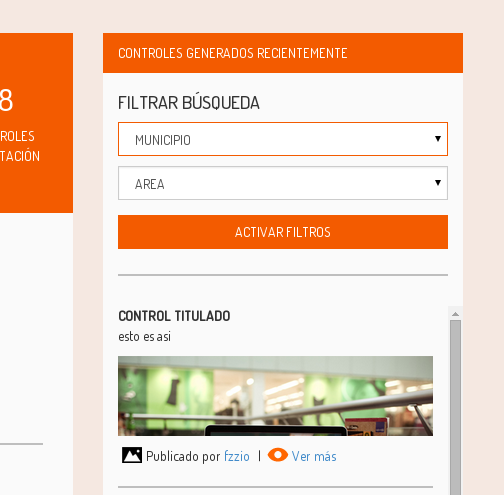 8
ROLES
TACIÓN
CONTROLES GENERADOS RECIENTEMENTE
FILTRAR BÚSQUEDA
MUNICIPIO
AREA
ACTIVAR FILTROS
CONTROL TITULADO
esto es asi
Publicado por fzzio | Ver más